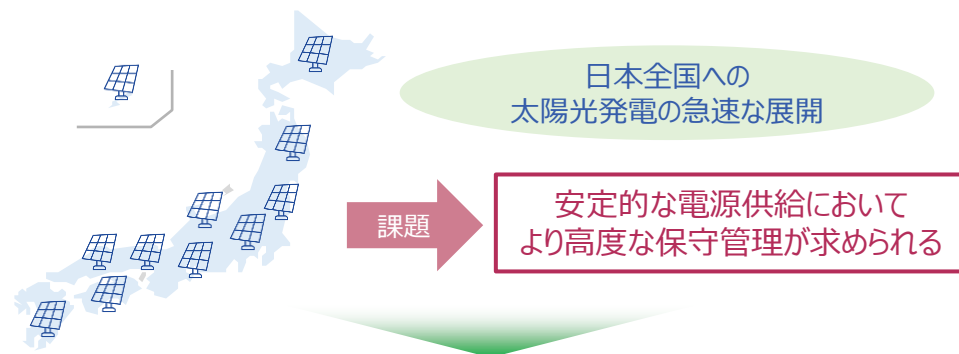 日本全国への
太陽光発電の急速な展開
課題
安定的な電源供給において
より高度な保守管理が求められる